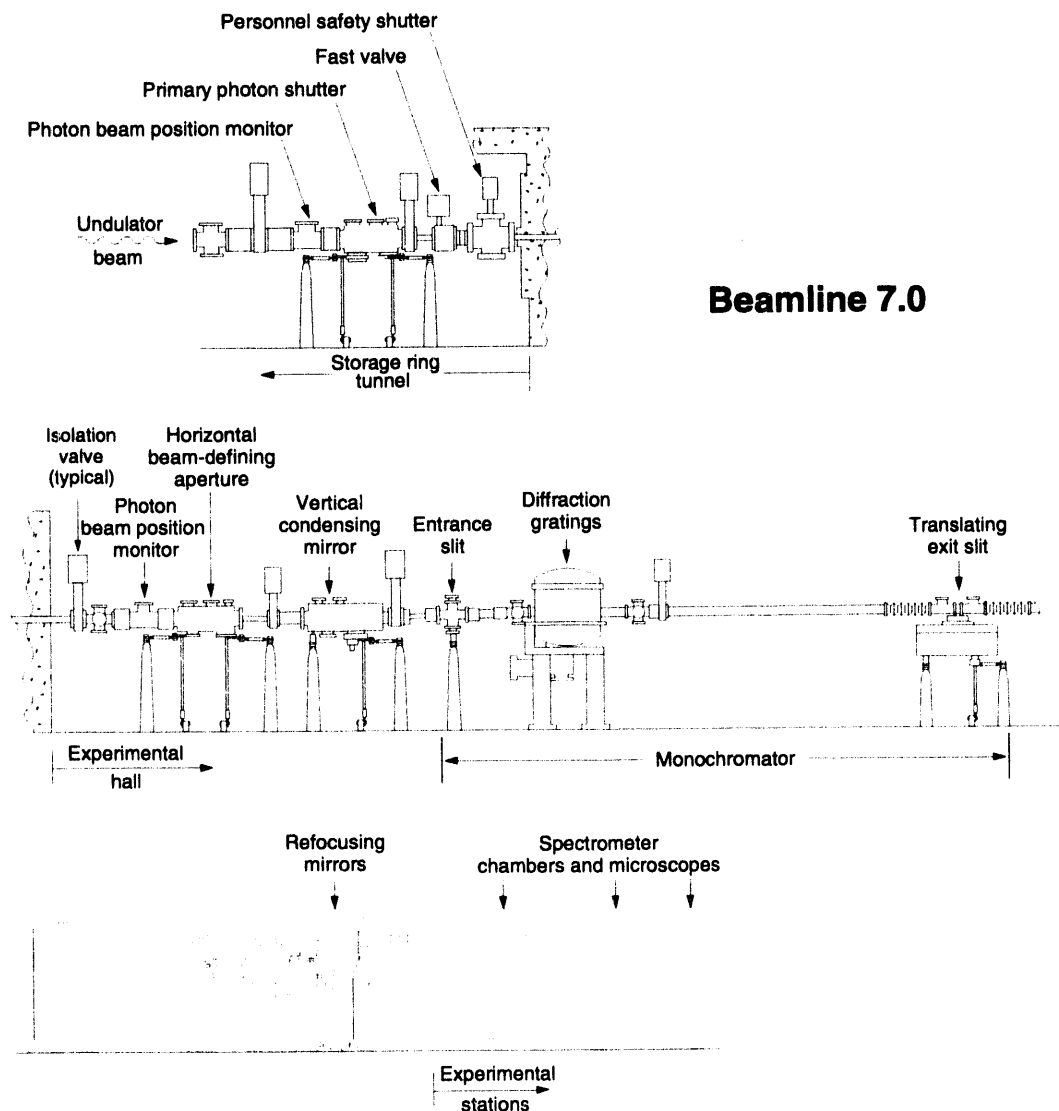 Personnel safety shutter
Fast valve
Primary photon shutter
Photon beam position monitor
Undulator
beam
Beamline 7.0
Storage ring
tunnel
Isolation
valve
(typical)
Horizontal
beam-defining
aperture
Photon
beam position
monitor
Vertical
condensing
mirror
Entrance
slit
Diffraction
gratings
Translating
exit slit
Experimental
hall
Monochromator
Refocusing
mirrors
Spectrometer
chambers and microscopes
Experimental
stations